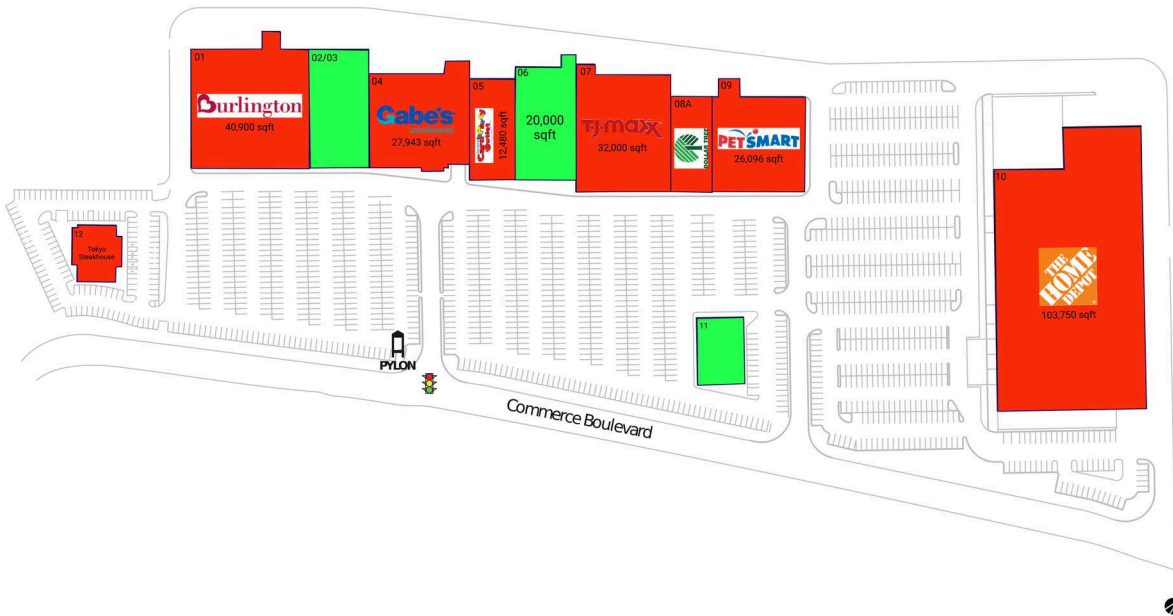 01
Burlington
40,900 sqft
02/03
04
Gabe's
27,943 sqft
05
12,480 sqft
06
20,000
sqft
07
TJ-maxx
32,000 sqft
08A
DOLLAR TREE
09
PETSMART
26,096 sqft
10
THE
HOME
DEPOT
103,750 sqft
11
12
Tokyo
Steakhouse
PYLON
Commerce Boulevard